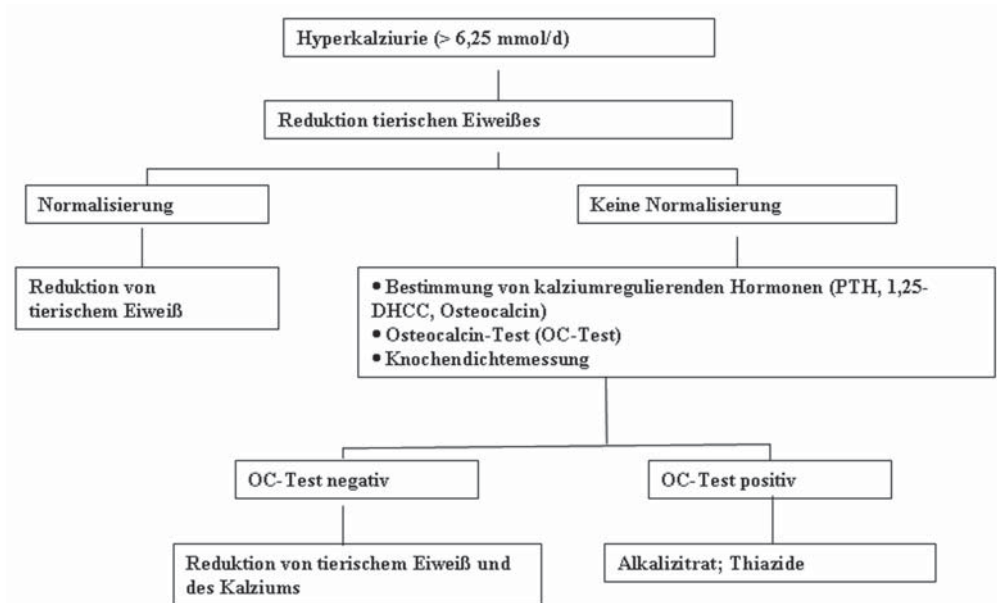 Hyperkalziurie (> 6,25 mmol/d)
Reduktion tierischen Eiweißes
Normalisierung
Keine Normalisierung
Reduktion von
tierischem Eiweiß
• Bestimmung von kalziumregulierenden Hormonen (PTH, 1,25-
DHCC, Osteocalcin)
• Osteocalcin-Test (OC-Test)
• Knochendichtemessung
OC-Test negativ
OC-Test positiv
Reduktion von tierischem Eiweiß und
des Kalziums
Alkalizitrat; Thiazide